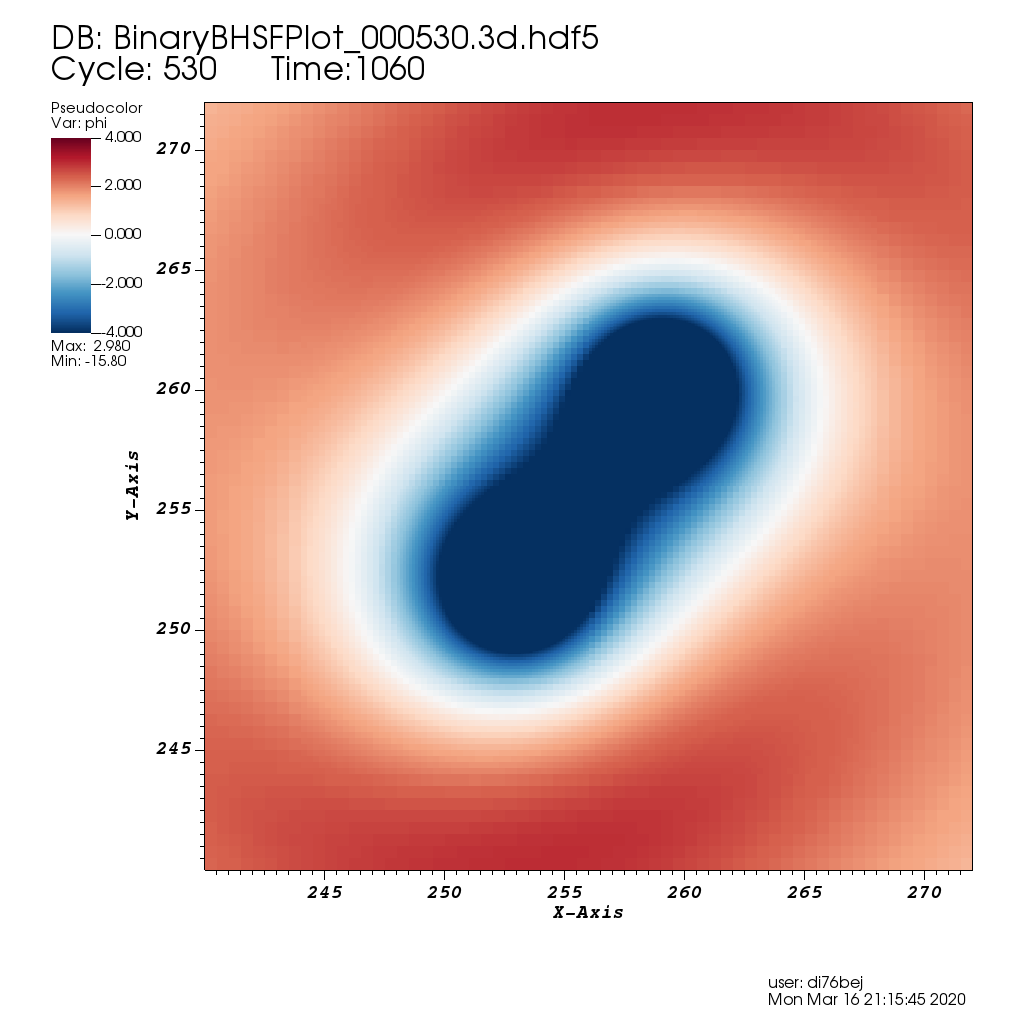 DB: BinaryBHSFPlot_000530.3d.hdf5
Cycle: 530 Time:1060
Pseudocolor
Var: phi
4.000
2.000
0.000
-2.000
-4.000
Max: 2.980
Min: -15.80
270
265
260
255
250
245
Y-Axis
245 250 255 260 265 270
X-Axis
user: di76bej
Mon Mar 16 21:15:45 2020